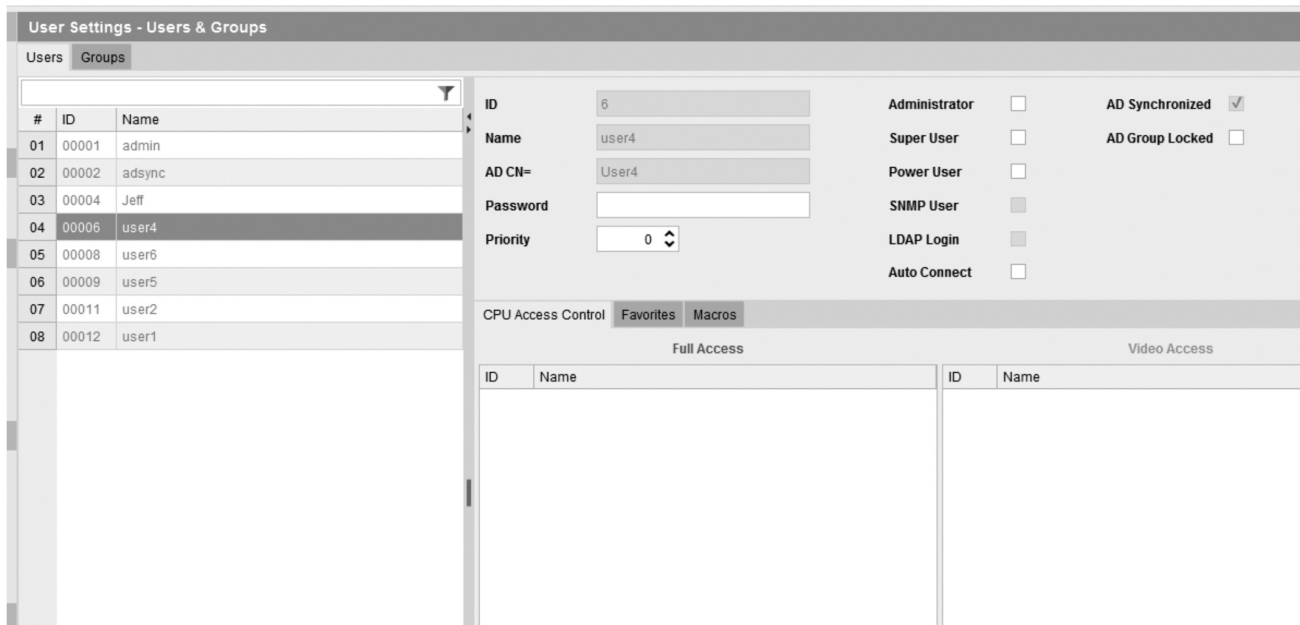 User Settings - Users & Groups
Users Groups
# ID Name
01 00001 admin
02 00002 adsync
03 00004 Jeff
04 00006 user4
05 00008 user6
06 00009 user5
07 00011 user2
08 00012 user1
ID 6
Name user4
AD CN= User4
Password
Priority 0
Administrator
Super User
Power User
SNMP User
LDAP Login
Auto Connect
AD Synchronized
AD Group Locked
CPU Access Control Favorites Macros
Full Access
ID Name
Video Access
ID Name